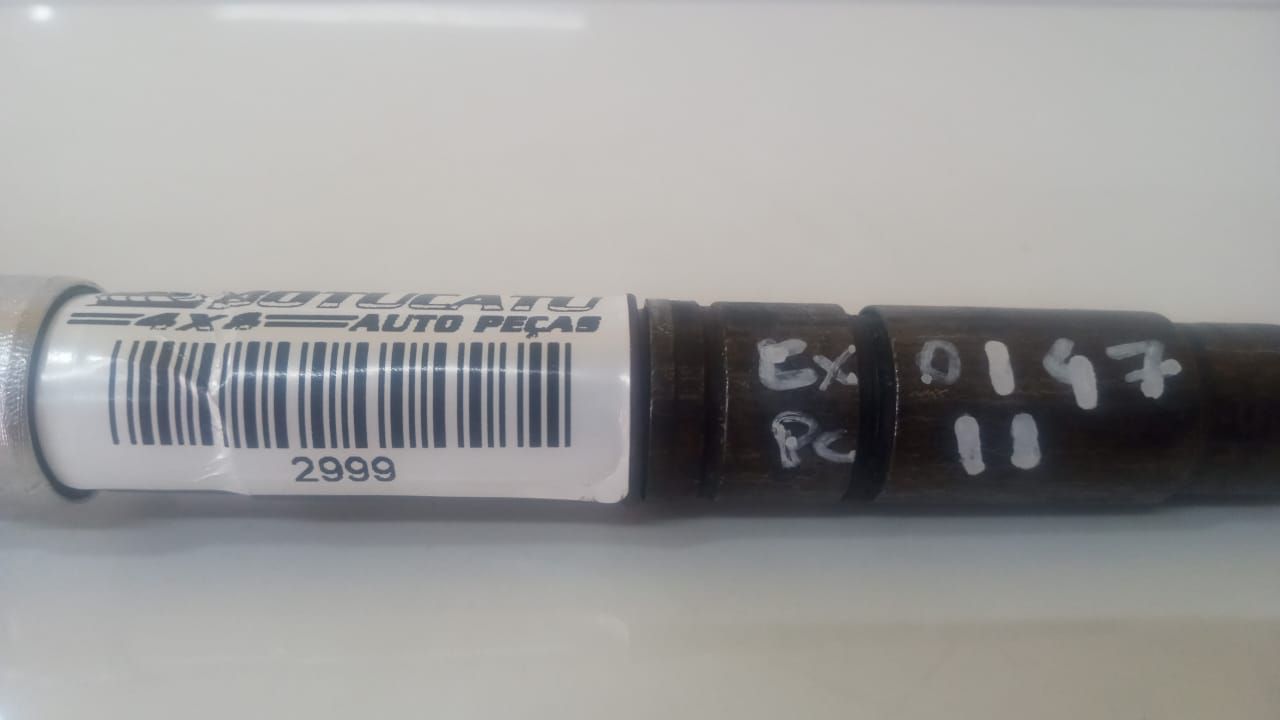 BOTUCATU
4X4 AUTO PEÇAS
2999
EX 0147
PC 11